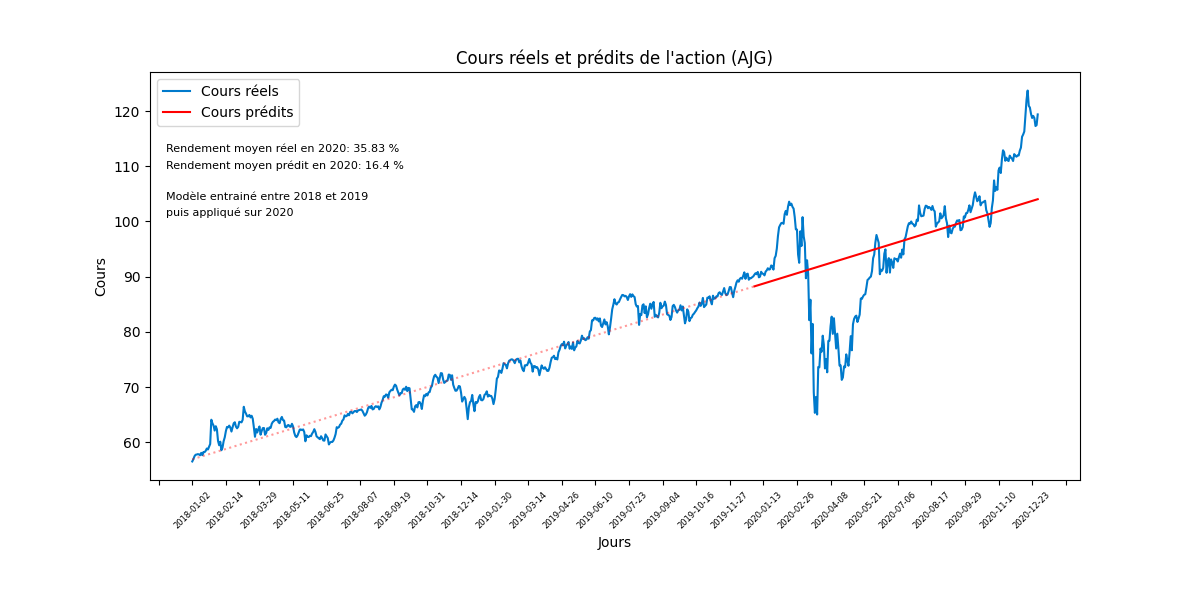 Cours réels et prédits de l'action (AJG)
Cours réels
Cours prédits
Rendement moyen réel en 2020: 35.83 %
Rendement moyen prédit en 2020: 16.4 %
Modèle entrainé entre 2018 et 2019
puis appliqué sur 2020
Cours
120
110
100
90
80
70
60
2018-01-02 2018-02-14 2018-03-29 2018-05-11 2018-06-25 2018-08-07 2018-09-19 2018-10-31 2018-12-14 2019-01-30 2019-03-14 2019-04-26 2019-06-10 2019-07-23 2019-09-04 2019-10-16 2019-11-27 2020-01-13 2020-02-26 2020-04-08 2020-05-21 2020-07-06 2020-08-17 2020-09-29 2020-11-10 2020-12-23
Jours